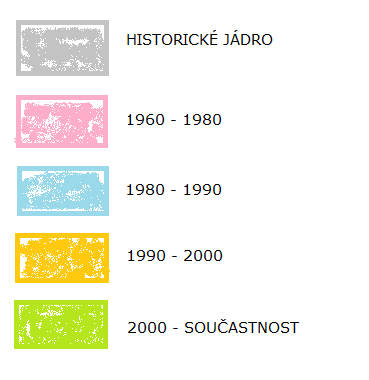 HISTORICKÉ JÁDRO
1960 - 1980
1980 - 1990
1990 - 2000
2000 - SOUČASTNOST